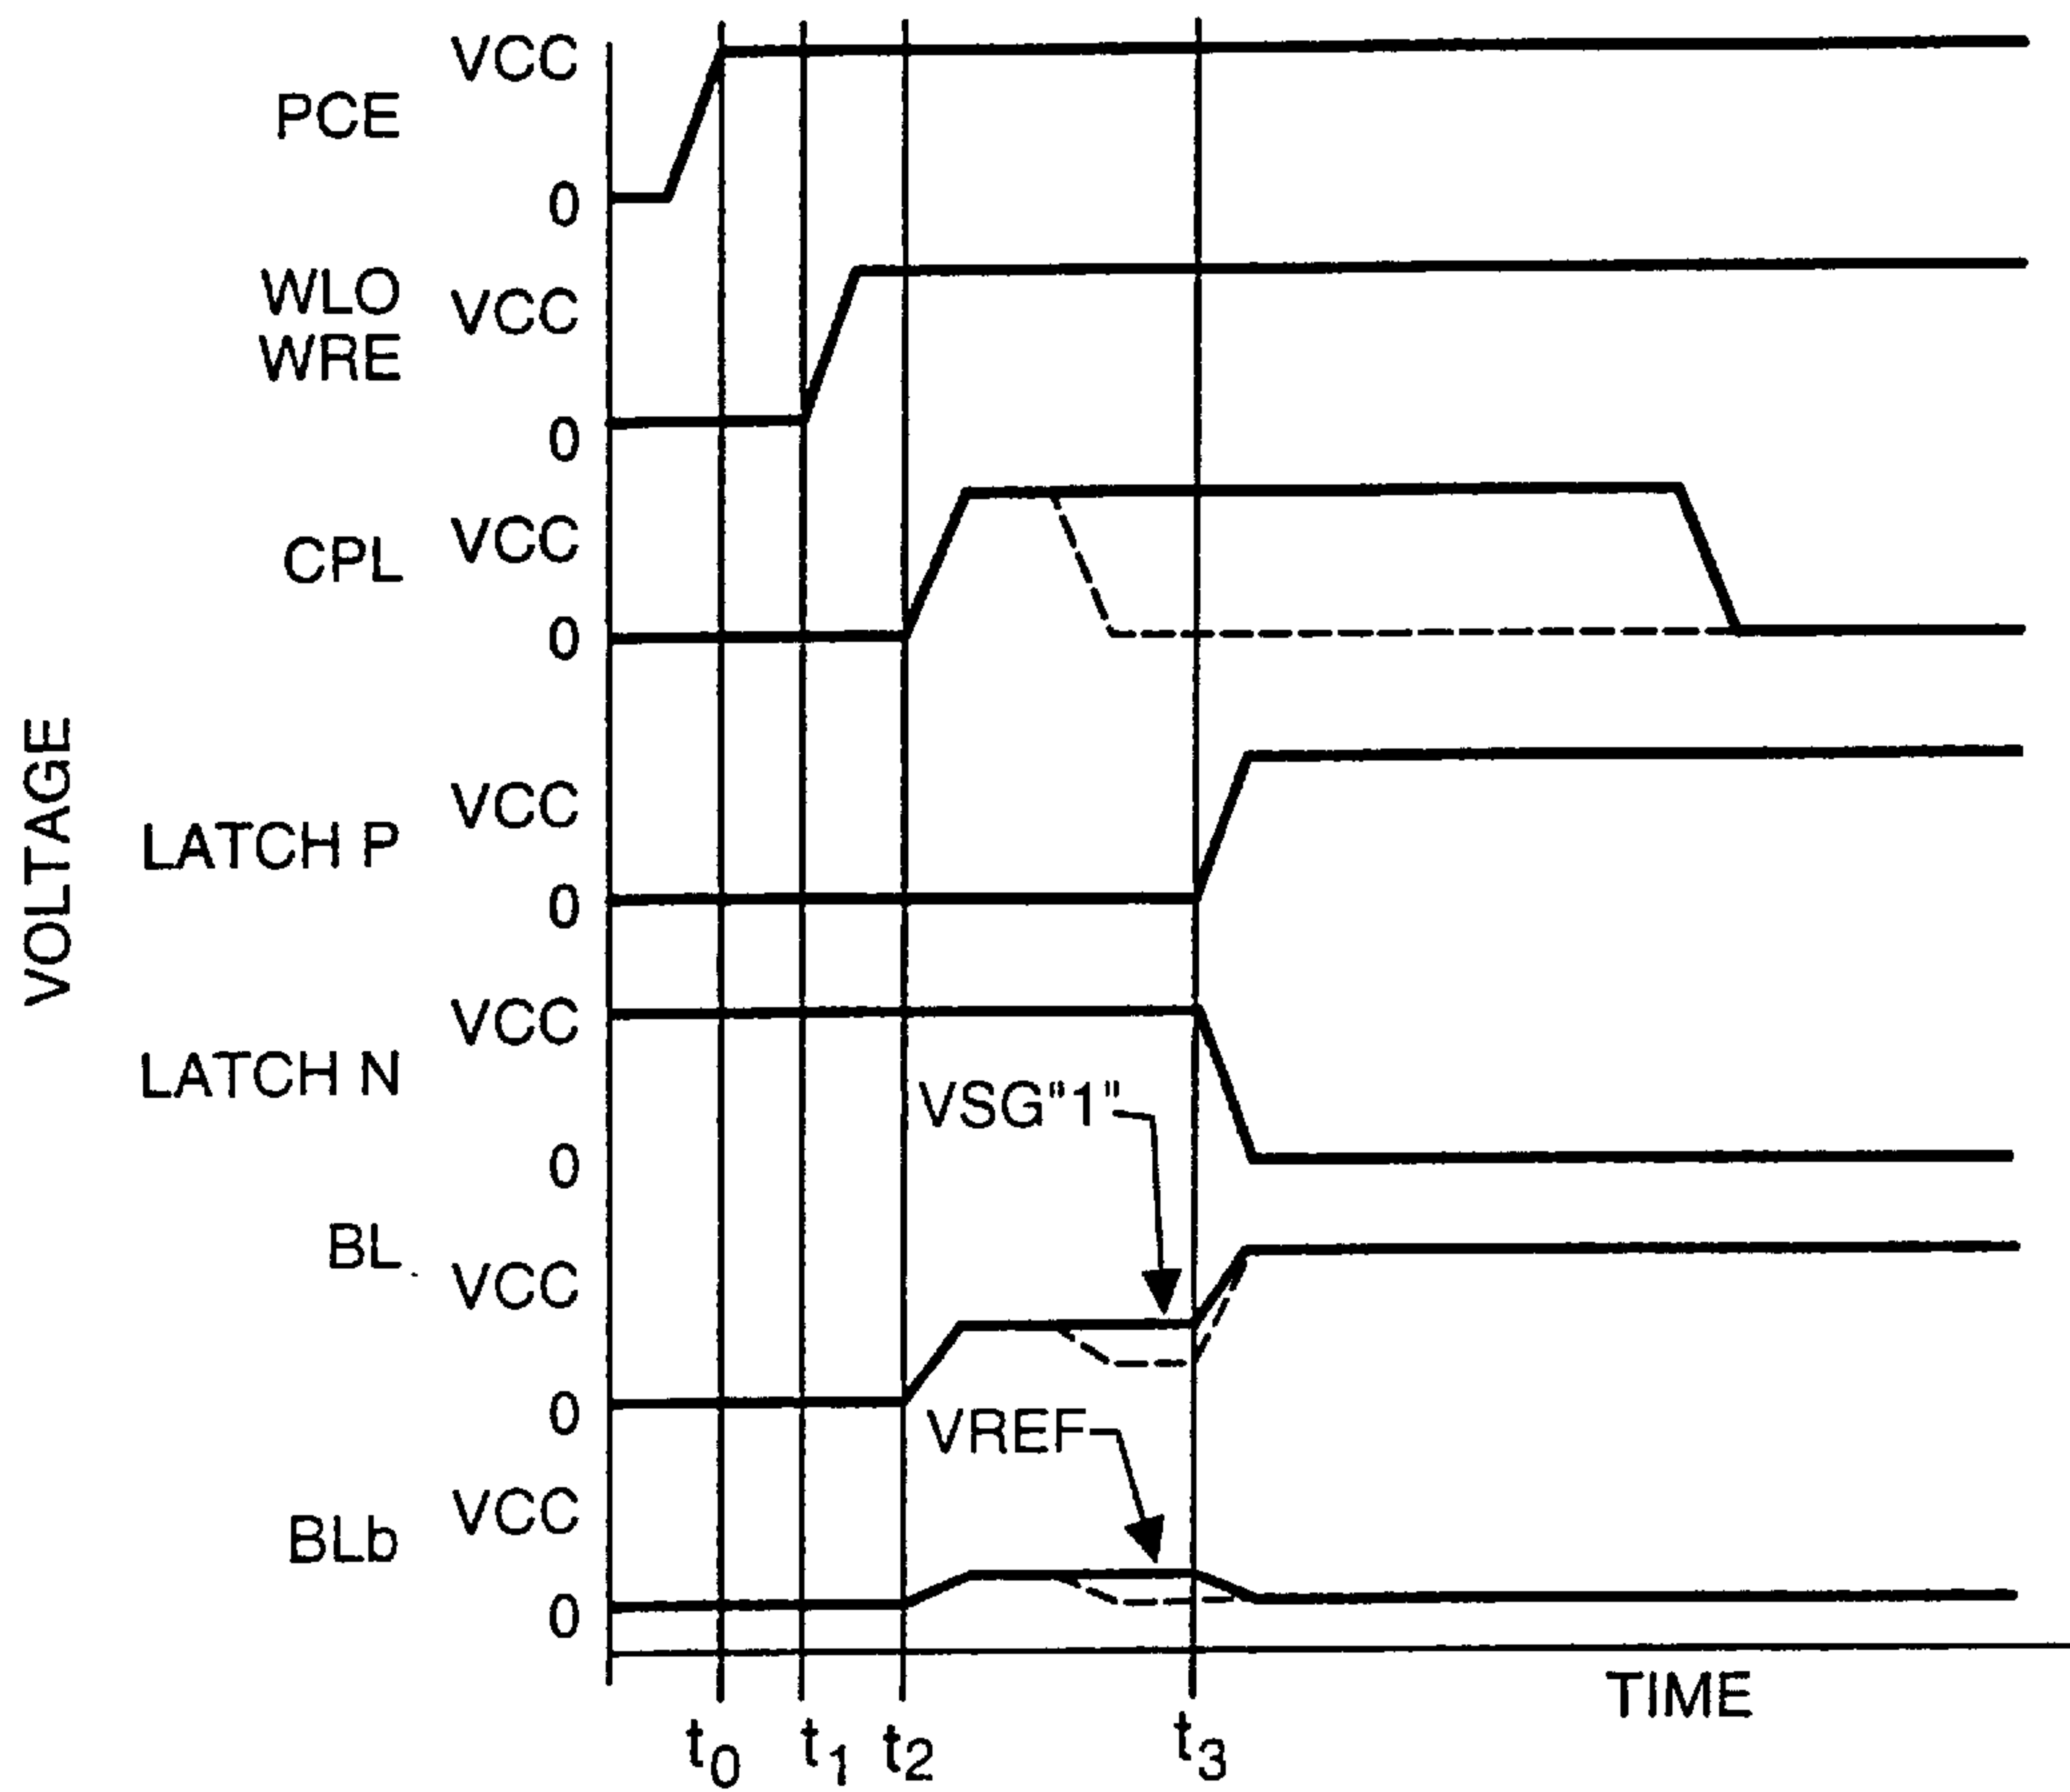 VCC
PCE
0
WLO
WRE
VCC
0
CPL
VCC
0
VOLTAGE
VCC
LATCH P
0
VCC
LATCH N
VSG"1"
0
BL
VCC
0
VREF
VCC
BLb
0
TIME
t0 t1 t2 t3